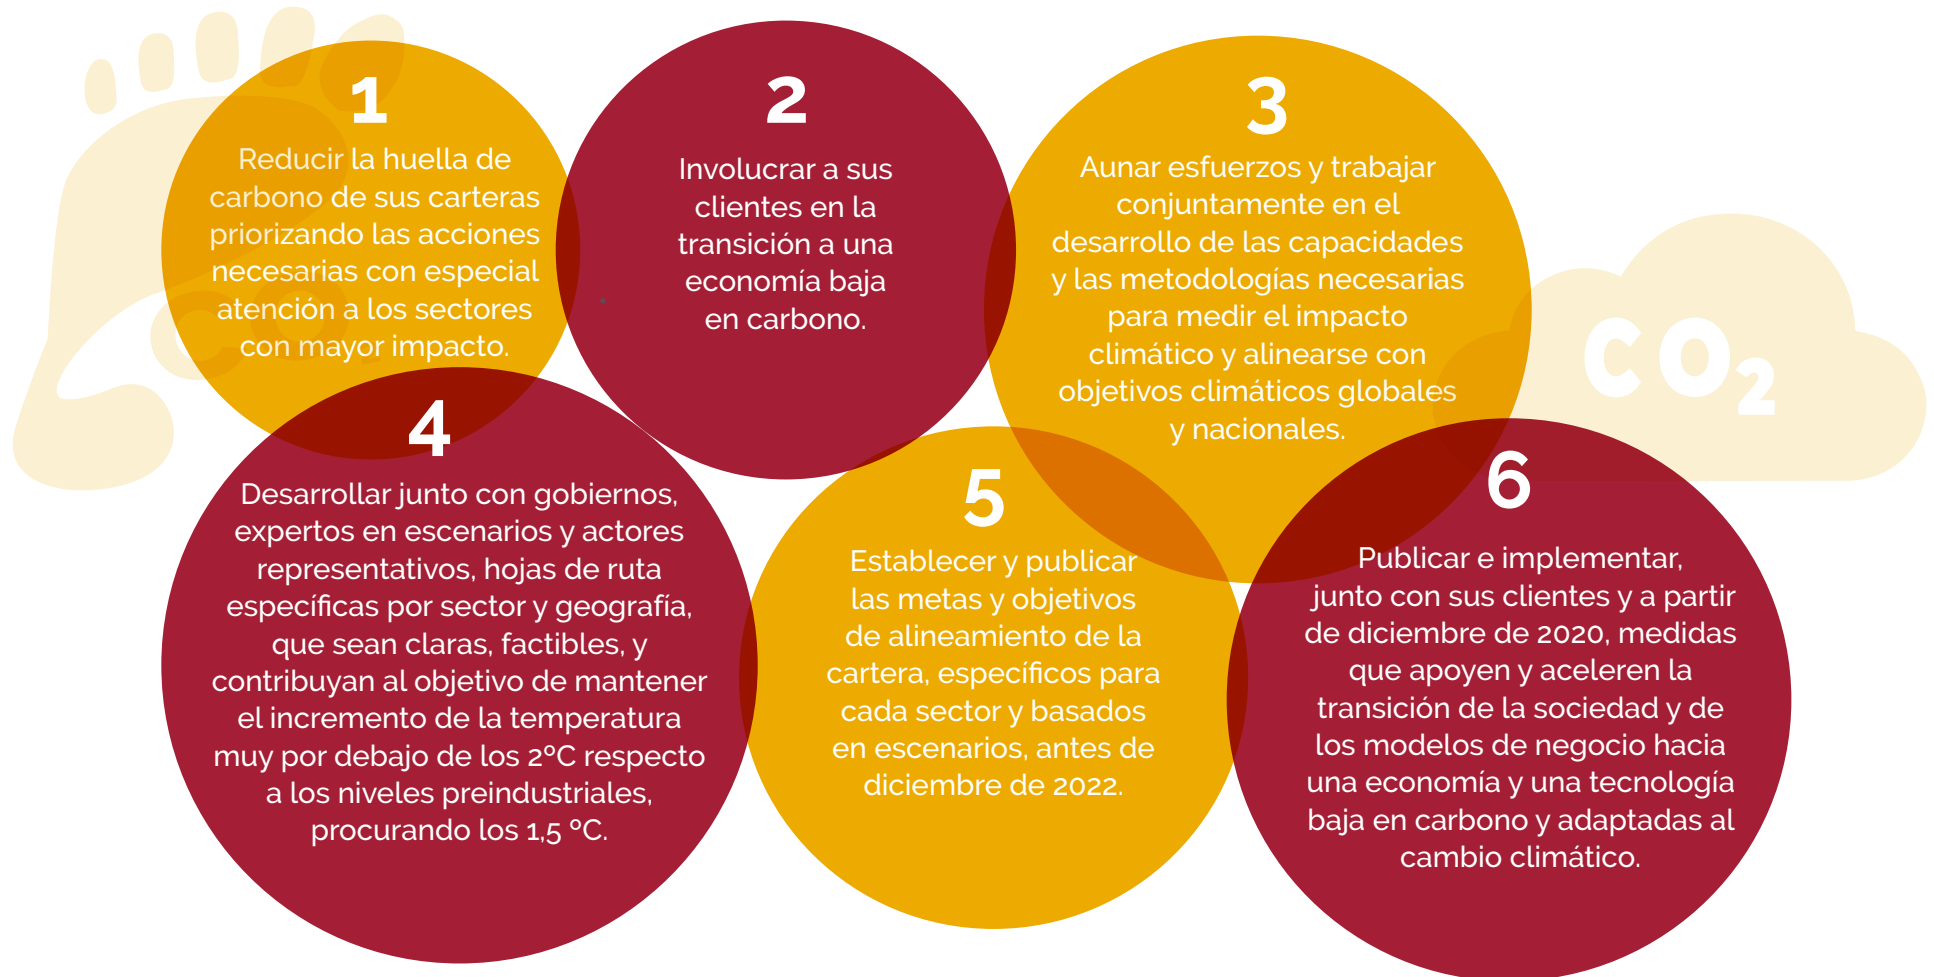 1
Reducir la huella de
carbono de sus carteras
priorizando las acciones
necesarias con especial
atención a los sectores
con mayor impacto.
2
Involucrar a sus
clientes en la
transición a una
economía baja
en carbono.
3
Aunar esfuerzos y trabajar
conjuntamente en el
desarrollo de las capacidades
y las metodologías necesarias
para medir el impacto
climático y alinearse con
objetivos climáticos globales
y nacionales.
CO₂
CO₂
4
Desarrollar junto con gobiernos,
expertos en escenarios y actores
representativos, hojas de ruta
específicas por sector y geografía,
que sean claras, factibles, y
contribuyan al objetivo de mantener
el incremento de la temperatura
muy por debajo de los 2ºC respecto
a los niveles preindustriales,
procurando los 1,5 ºC.
5
Establecer y publicar
las metas y objetivos
de alineamiento de la
cartera, específicos para
cada sector y basados
en escenarios, antes de
diciembre de 2022.
6
Publicar e implementar,
junto con sus clientes y a partir
de diciembre de 2020, medidas
que apoyen y aceleren la
transición de la sociedad y de
los modelos de negocio hacia
una economía y una tecnología
baja en carbono y adaptadas al
cambio climático.